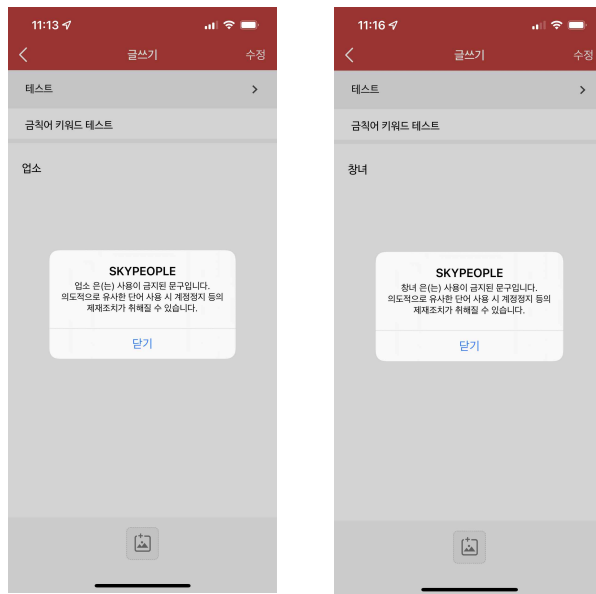 11:13
글쓰기
수정
테스트
금칙어 키워드 테스트
업소
SKYPEOPLE
업소 은(는) 사용이 금지된 문구입니다.
의도적으로 유사한 단어 사용 시 계정정지 등의
제재조치가 취해질 수 있습니다.
닫기
11:16
글쓰기
수정
테스트
금칙어 키워드 테스트
창녀
SKYPEOPLE
창녀 은(는) 사용이 금지된 문구입니다.
의도적으로 유사한 단어 사용 시 계정정지 등의
제재조치가 취해질 수 있습니다.
닫기